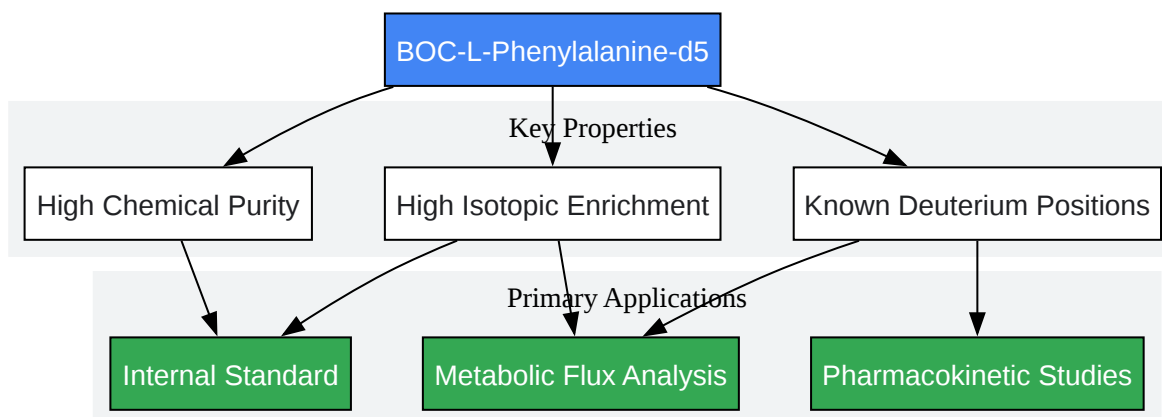 BOC-L-Phenylalanine-d5
Key Properties
High Chemical Purity
High Isotopic Enrichment
Known Deuterium Positions
Primary Applications
Internal Standard
Metabolic Flux Analysis
Pharmacokinetic Studies